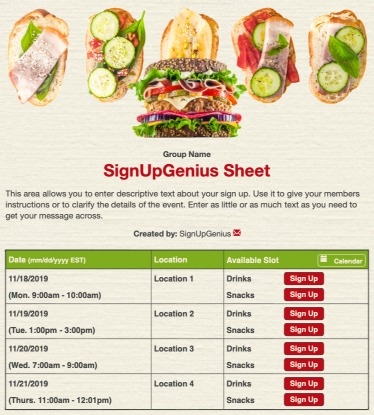 Group Name
SignUpGenius Sheet
This area allows you to enter descriptive text about your sign up. Use it to give your members
instructions or to clarify the details of the event. Enter as little or as much text as you need to
get your message across.
Created by: SignUpGenius
Date (mm/dd/yyyy EST) Location Available Slot Calendar
11/18/2019 Location 1 Drinks Sign Up
(Mon. 9:00am - 10:00am) Snacks Sign Up
11/19/2019 Location 2 Drinks Sign Up
(Tue. 1:00pm - 3:00pm) Snacks Sign Up
11/20/2019 Location 3 Drinks Sign Up
(Wed. 7:00am - 9:00am) Snacks Sign Up
11/21/2019 Location 4 Drinks Sign Up
(Thurs. 11:00am - 12:01pm) Snacks Sign Up